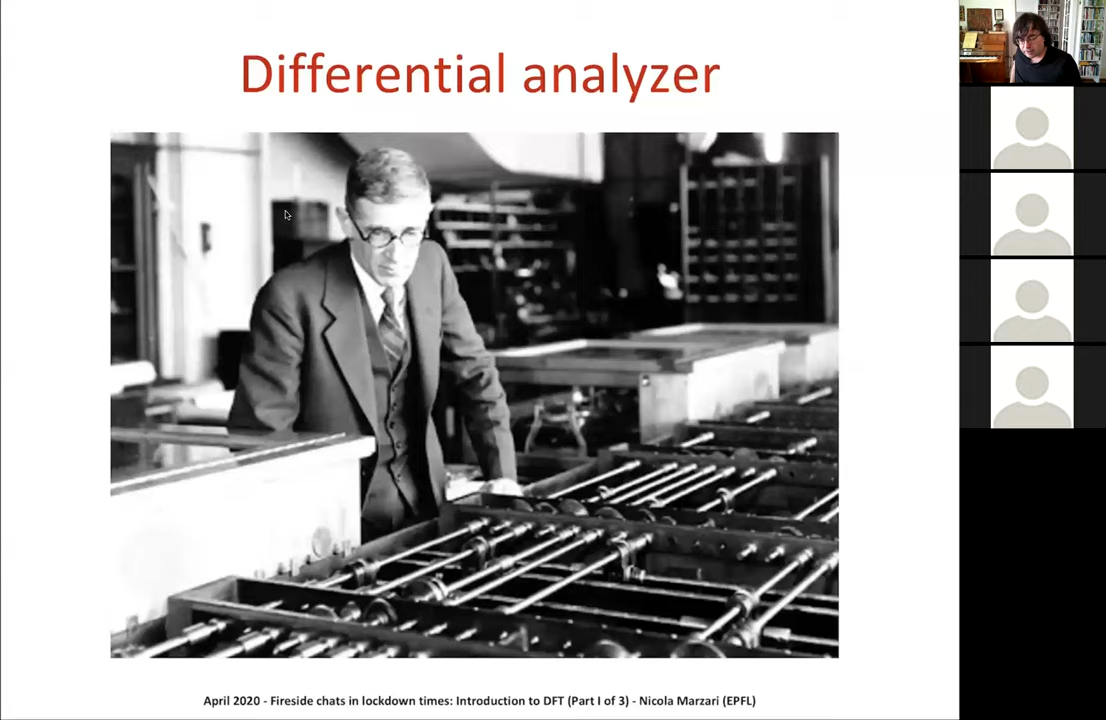 Differential analyzer
April 2020 - Fireside chats in lockdown times: Introduction to DFT (Part I of 3) - Nicola Marzari (EPFL)